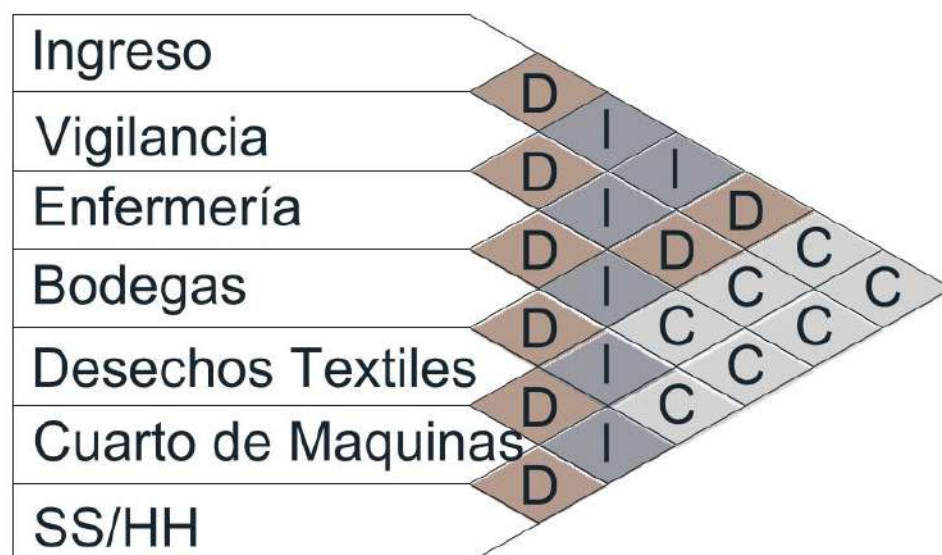 Ingreso
D
Vigilancia I
D I
Enfermería I D
D D C
Bodegas I C C
D C C
Desechos Textiles I C
D C
Cuarto de Maquinas I
D
SS/HH